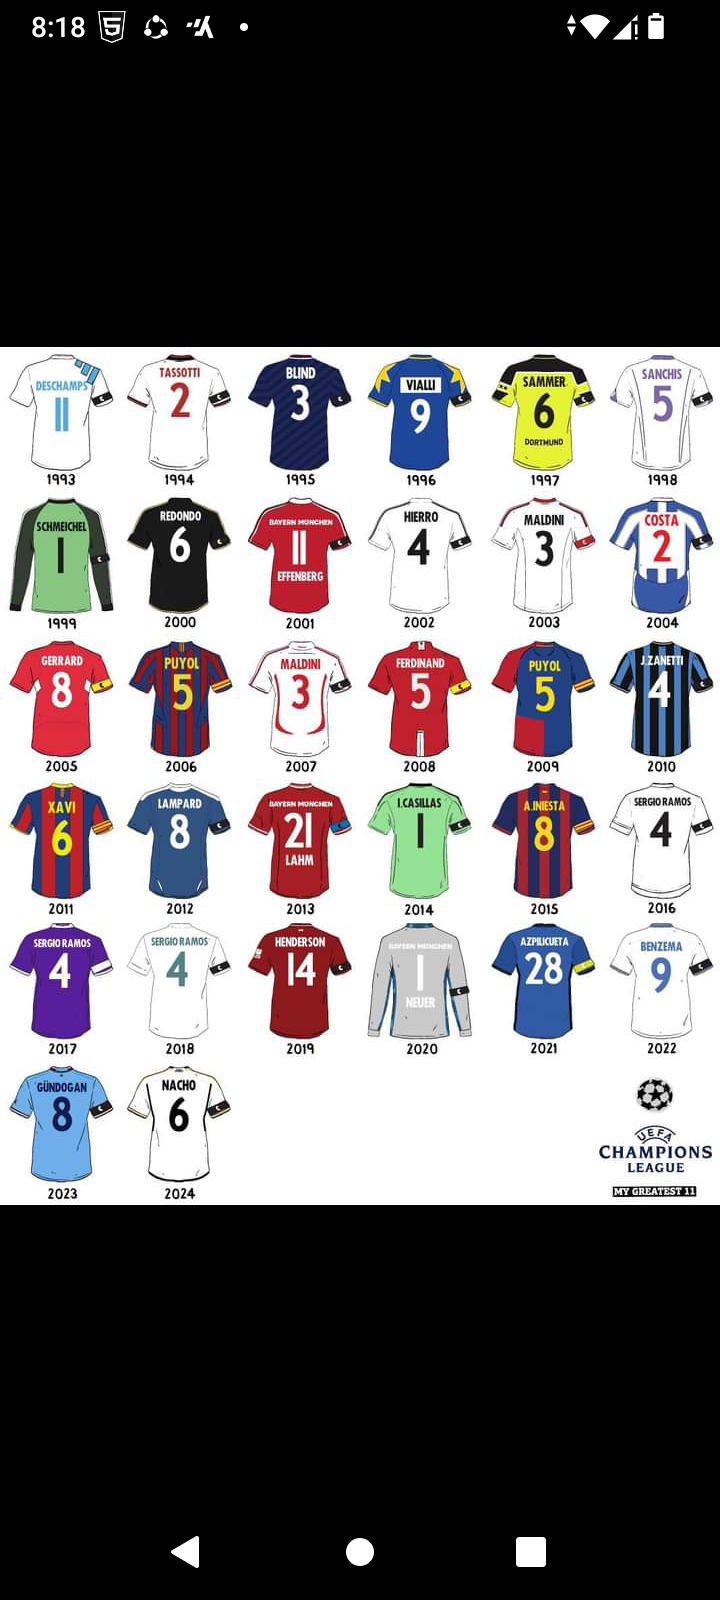 8:18
DESCHAMPS TASSOTTI BLIND VIALLI SAMMER SANCHIS
11 2 3 9 6 5
DORTMUND
1993 1994 1995 1996 1997 1998
SCHMEICHEL REDONDO BAYERN MÜNCHEN HIERRO MALDINI COSTA
1 6 11 4 3 2
EFFENBERG
1999 2000 2001 2002 2003 2004
GERRARD PUYOL MALDINI FERDINAND PUYOL J.ZANETTI
8 5 3 5 5 4
2005 2006 2007 2008 2009 2010
XAVI LAMPARD BAYERN MÜNCHEN I.CASILLAS A.INIESTA SERGIO RAMOS
6 8 21 1 8 4
LAHM
2011 2012 2013 2014 2015 2016
SERGIO RAMOS SERGIO RAMOS HENDERSON BAYERN MÜNCHEN AZPILICUETA BENZEMA
4 4 14 1 28 9
NEUER
2017 2018 2019 2020 2021 2022
GÜNDOGAN NACHO
8 6
2023 2024
UEFA
CHAMPIONS
LEAGUE
MY GREATEST 11